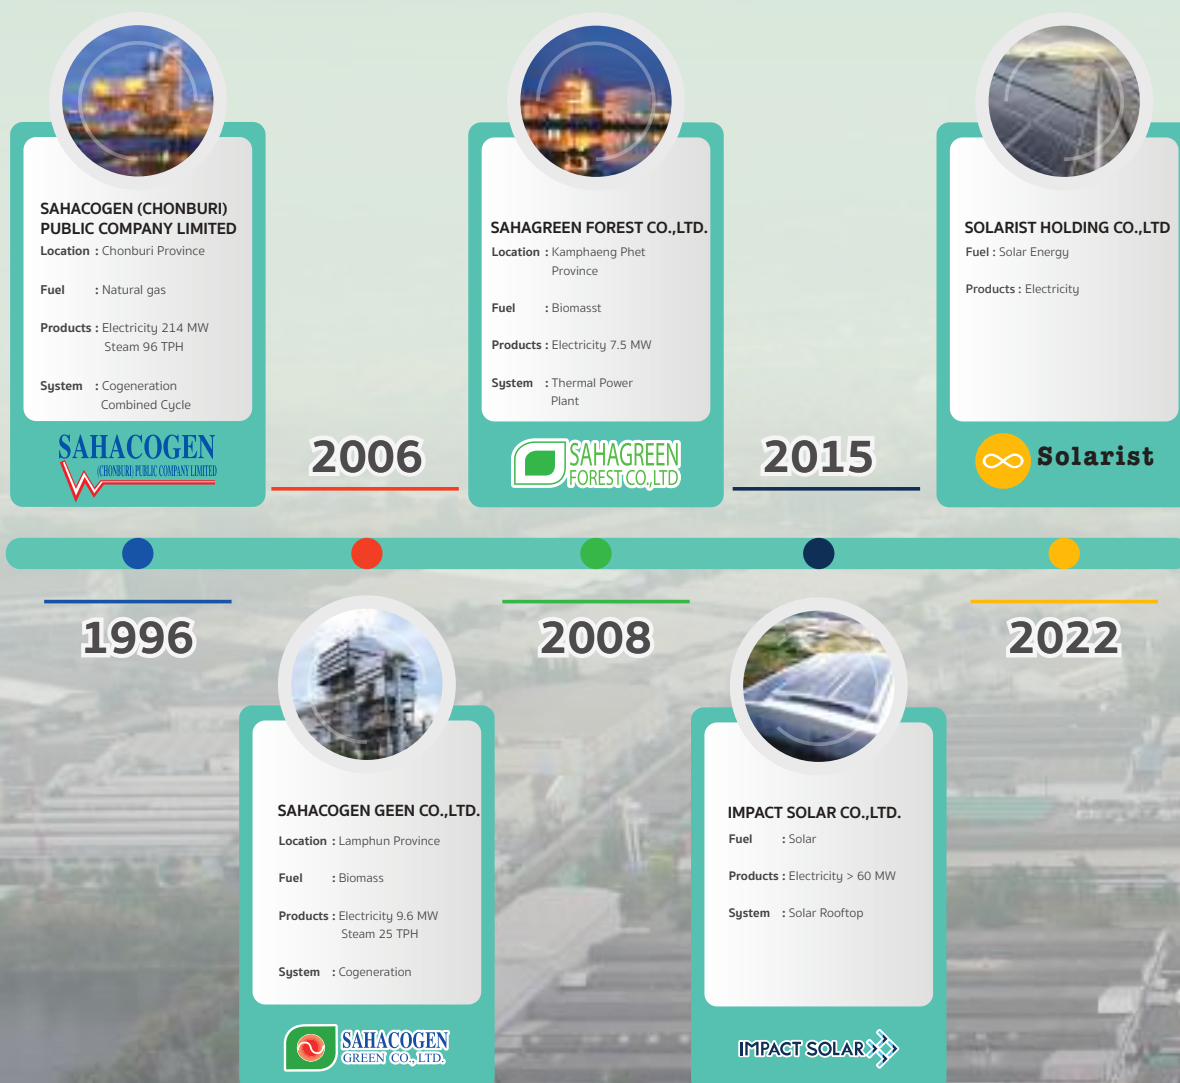 SAHACOGEN (CHONBURI)
PUBLIC COMPANY LIMITED
Location : Chonburi Province
Fuel : Natural gas
Products : Electricity 214 MW
Steam 96 TPH
System : Cogeneration
Combined Cycle
SAHACOGEN
(CHONBURI) PUBLIC COMPANY LIMITED
1996
2006
SAHACOGEN GEEN CO.,LTD.
Location : Lamphun Province
Fuel : Biomass
Products : Electricity 9.6 MW
Steam 25 TPH
System : Cogeneration
SAHACOGEN
GREEN CO., LTD.
SAHAGREEN FOREST CO.,LTD.
Location : Kamphaeng Phet
Province
Fuel : Biomasst
Products : Electricity 7.5 MW
System : Thermal Power
Plant
SAHAGREEN
FOREST CO.,LTD
2008
2015
IMPACT SOLAR CO.,LTD.
Fuel : Solar
Products : Electricity > 60 MW
System : Solar Rooftop
IMPACT SOLAR
SOLARIST HOLDING CO.,LTD
Fuel : Solar Energy
Products : Electricity
Solarist
2022